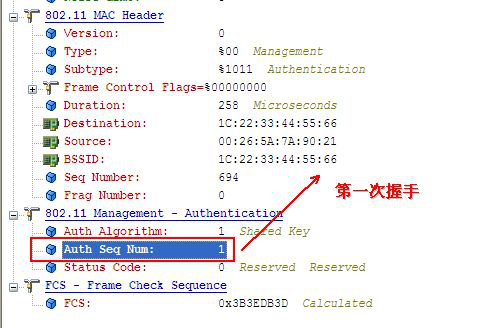 802.11 MAC Header
Version: 0
Type: %00 Management
Subtype: %1011 Authentication
Frame Control Flags=%00000000
Duration: 258 Microseconds
Destination: 1C:22:33:44:55:66
Source: 00:26:5A:7A:90:21
BSSID: 1C:22:33:44:55:66
Seq Number: 694
Frag Number: 0
第一次握手
802.11 Management - Authentication
Auth Algorithm: 1 Shared Key
Auth Seq Num: 1
Status Code: 0 Reserved Reserved
FCS - Frame Check Sequence
FCS: 0x3B3EDB3D Calculated